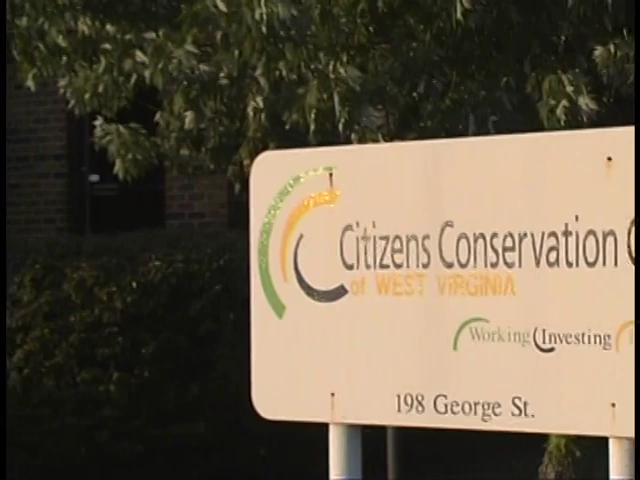 Citizens Conservation C
of WEST VIRGINIA
Working Investing
198 George St.